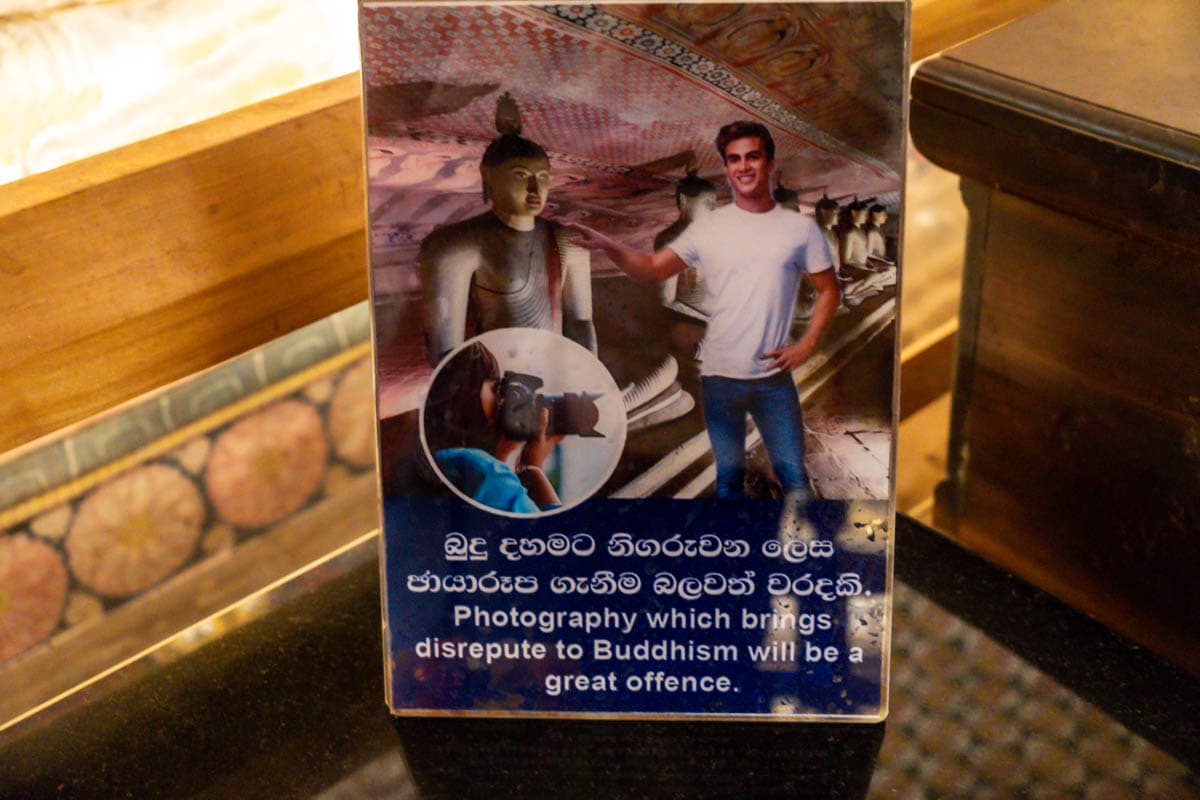 බුදු දහමට නිගරුවන ලෙස
ඡායාරූප ගැනීම බලවත් වරදකි.
Photography which brings
disrepute to Buddhism will be a
great offence.